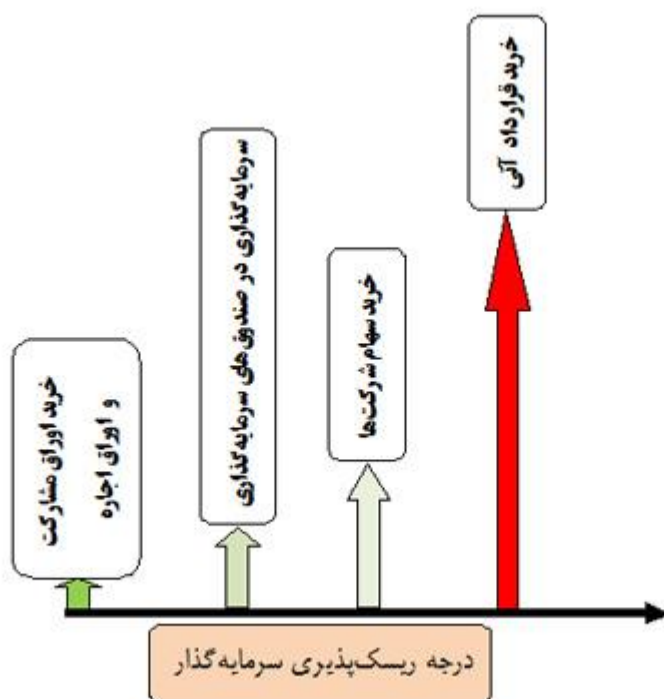 خرید قرارداد آتی
سرمایه‌گذاری در صندوق‌های سرمایه‌گذاری
خرید سهام شرکت‌ها
خرید اوراق مشارکت
و اوراق اجاره
درجه ریسک‌پذیری سرمایه‌گذار